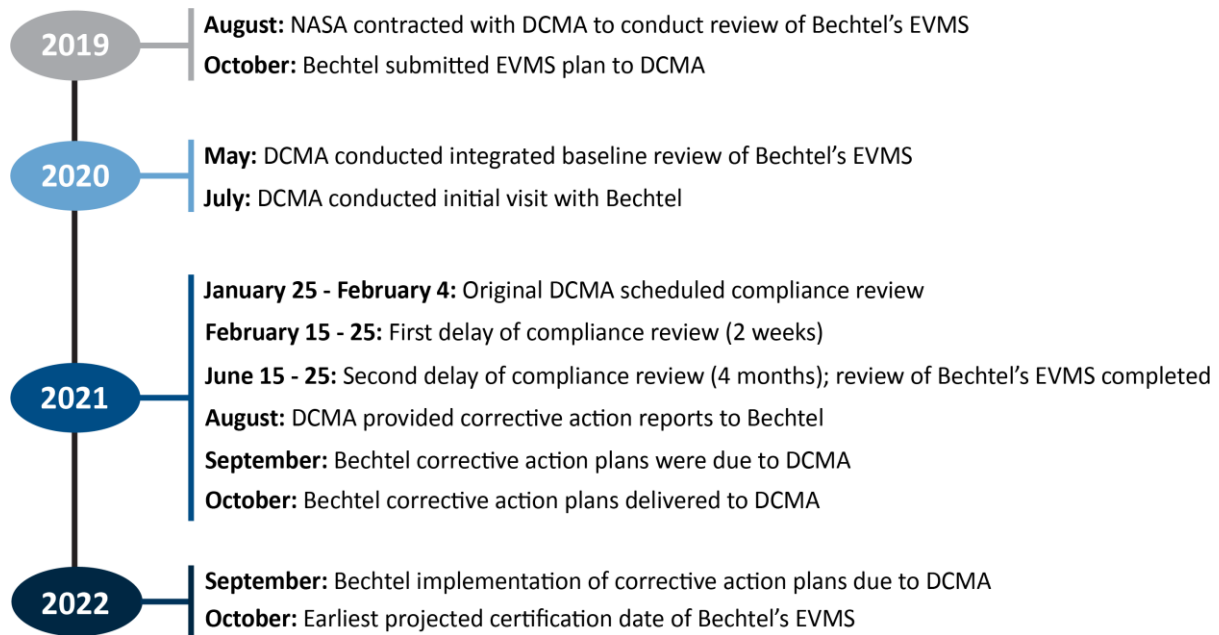 2019
August: NASA contracted with DCMA to conduct review of Bechtel's EVMS
October: Bechtel submitted EVMS plan to DCMA
2020
May: DCMA conducted integrated baseline review of Bechtel's EVMS
July: DCMA conducted initial visit with Bechtel
2021
January 25 - February 4: Original DCMA scheduled compliance review
February 15 - 25: First delay of compliance review (2 weeks)
June 15 - 25: Second delay of compliance review (4 months); review of Bechtel's EVMS completed
August: DCMA provided corrective action reports to Bechtel
September: Bechtel corrective action plans were due to DCMA
October: Bechtel corrective action plans delivered to DCMA
2022
September: Bechtel implementation of corrective action plans due to DCMA
October: Earliest projected certification date of Bechtel's EVMS